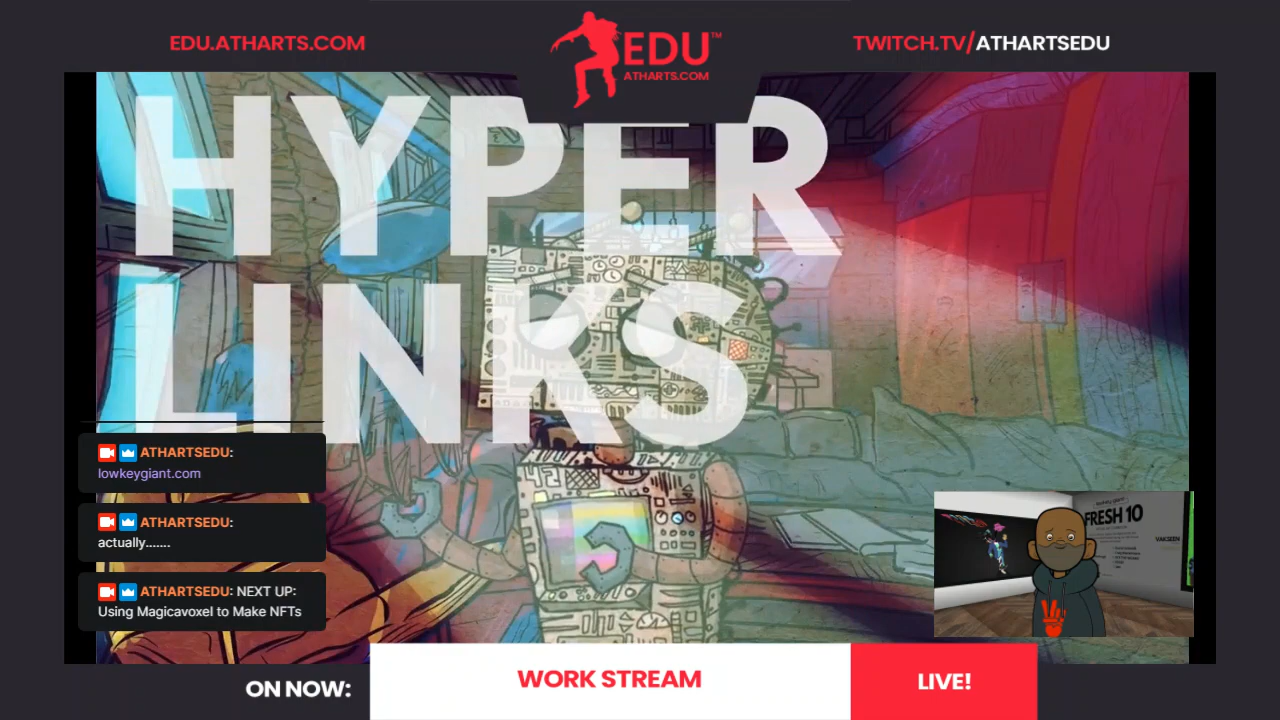 EDU.ATHARTS.COM
EDU™
ATHARTS.COM
TWITCH.TV/ATHARTSEDU
HYPER
LINKS
ATHARTSEDU:
lowkeygiant.com
ATHARTSEDU:
actually.......
ATHARTSEDU: NEXT UP:
Using Magicavoxel to Make NFTs
FRESH 10
ON NOW:
WORK STREAM
LIVE!